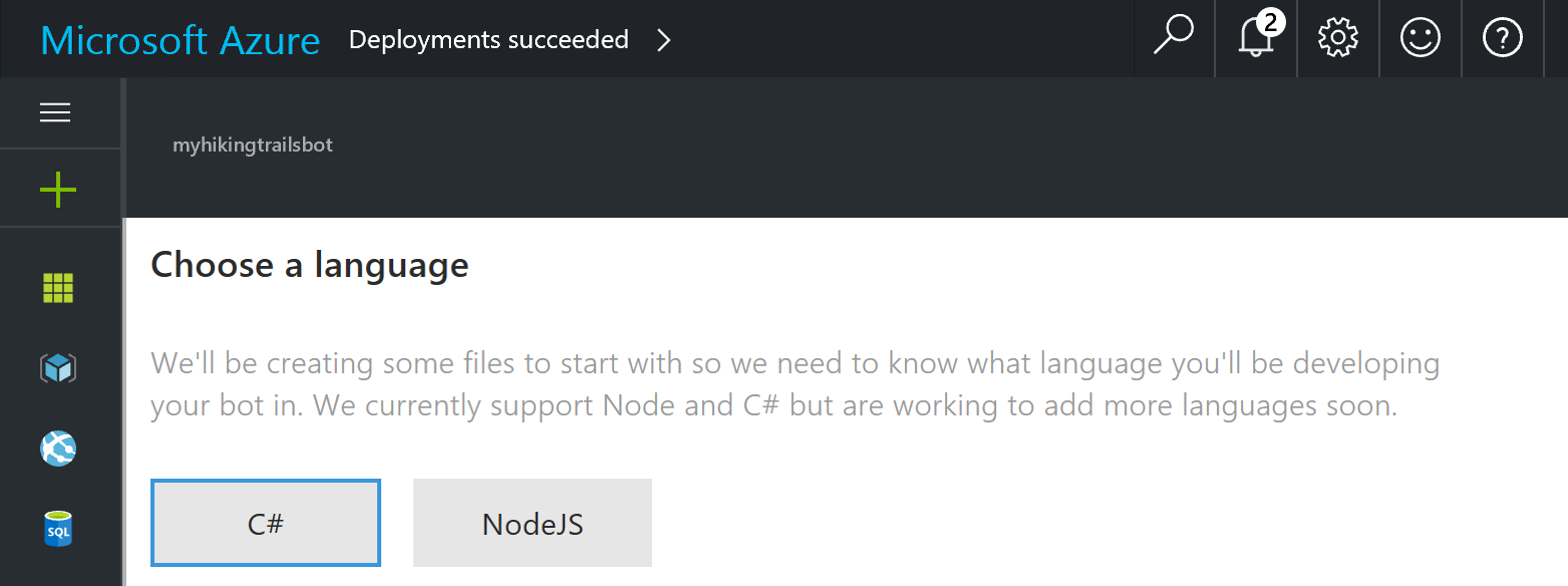 Microsoft Azure Deployments succeeded
2
?
myhikingtrailsbot
Choose a language
We'll be creating some files to start with so we need to know what language you'll be developing
your bot in. We currently support Node and C# but are working to add more languages soon.
C# NodeJS
SQL